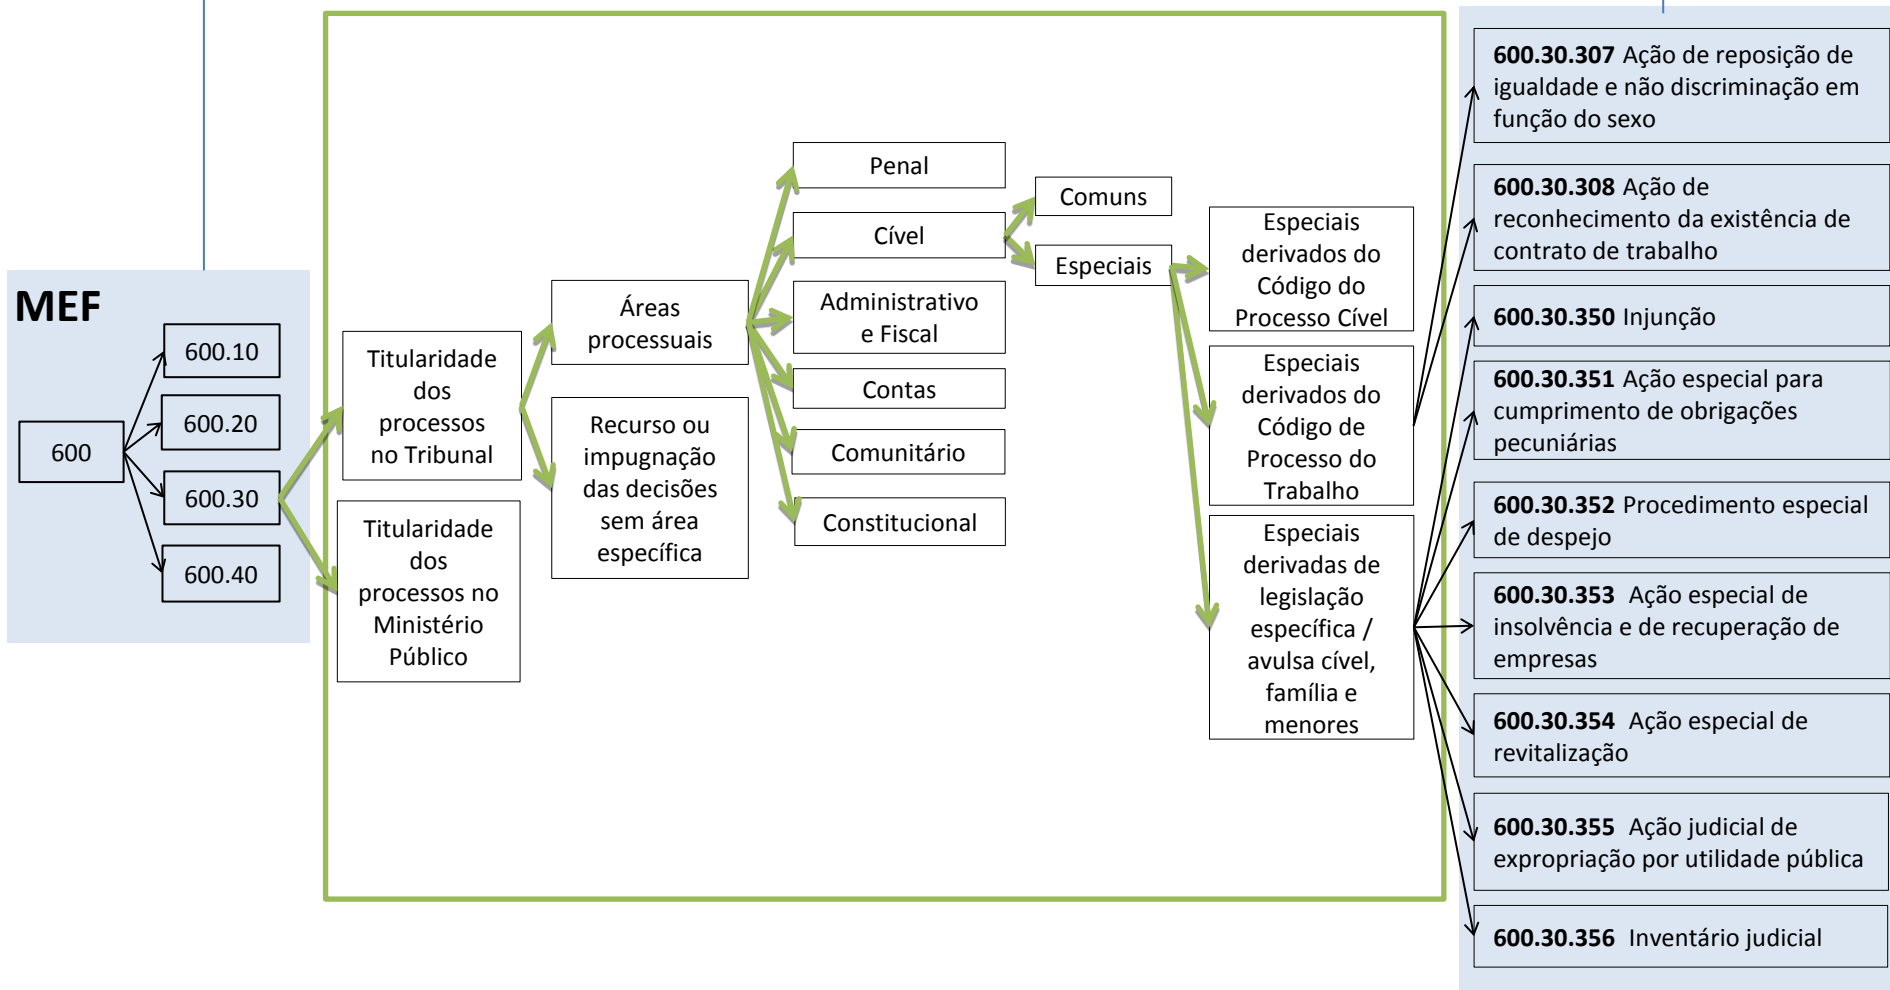 MEF
600
600.10
600.20
600.30
600.40
Titularidade
dos
processos
no Tribunal
Titularidade
dos
processos no
Ministério
Público
Áreas
processuais
Recurso ou
impugnação
das decisões
sem área
específica
Penal
Cível
Administrativo
e Fiscal
Contas
Comunitário
Constitucional
Comuns
Especiais
Especiais
derivados do
Código do
Processo Cível
Especiais
derivados do
Código de
Processo do
Trabalho
Especiais
derivadas de
legislação
específica /
avulsa cível,
família e
menores
600.30.307 Ação de reposição de
igualdade e não discriminação em
função do sexo
600.30.308 Ação de
reconhecimento da existência de
contrato de trabalho
600.30.350 Injunção
600.30.351 Ação especial para
cumprimento de obrigações
pecuniárias
600.30.352 Procedimento especial
de despejo
600.30.353 Ação especial de
insolvência e de recuperação de
empresas
600.30.354 Ação especial de
revitalização
600.30.355 Ação judicial de
expropriação por utilidade pública
600.30.356 Inventário judicial